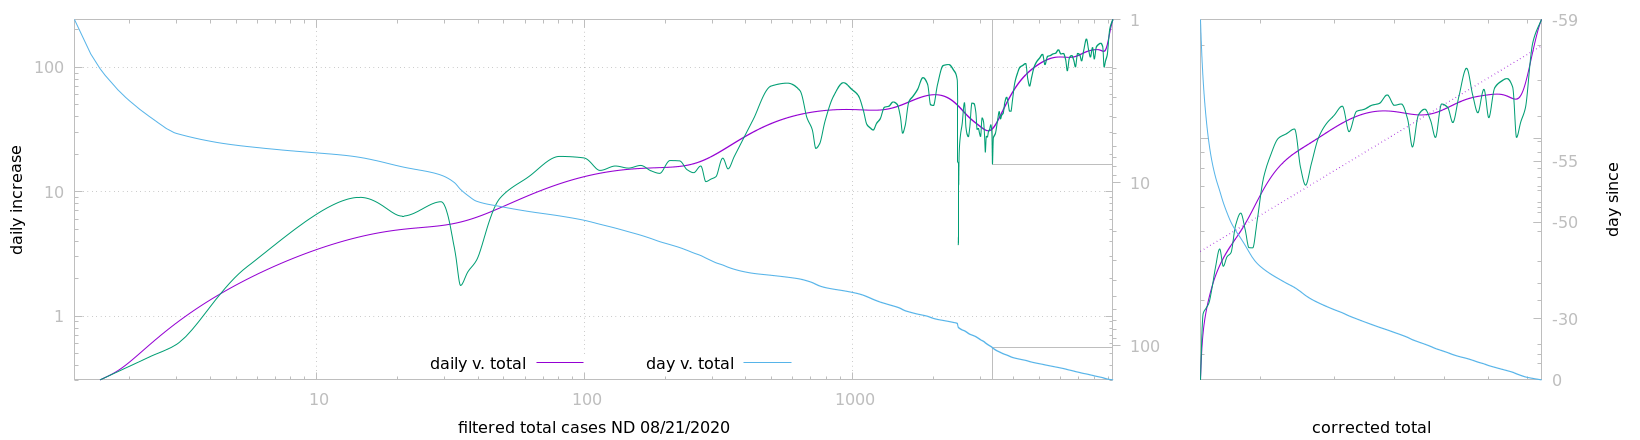 daily increase
100
10
1
10
100
1000
filtered total cases ND 08/21/2020
daily v. total
day v. total
1
10
100
-59
-55
-50
-30
0
day since
corrected total